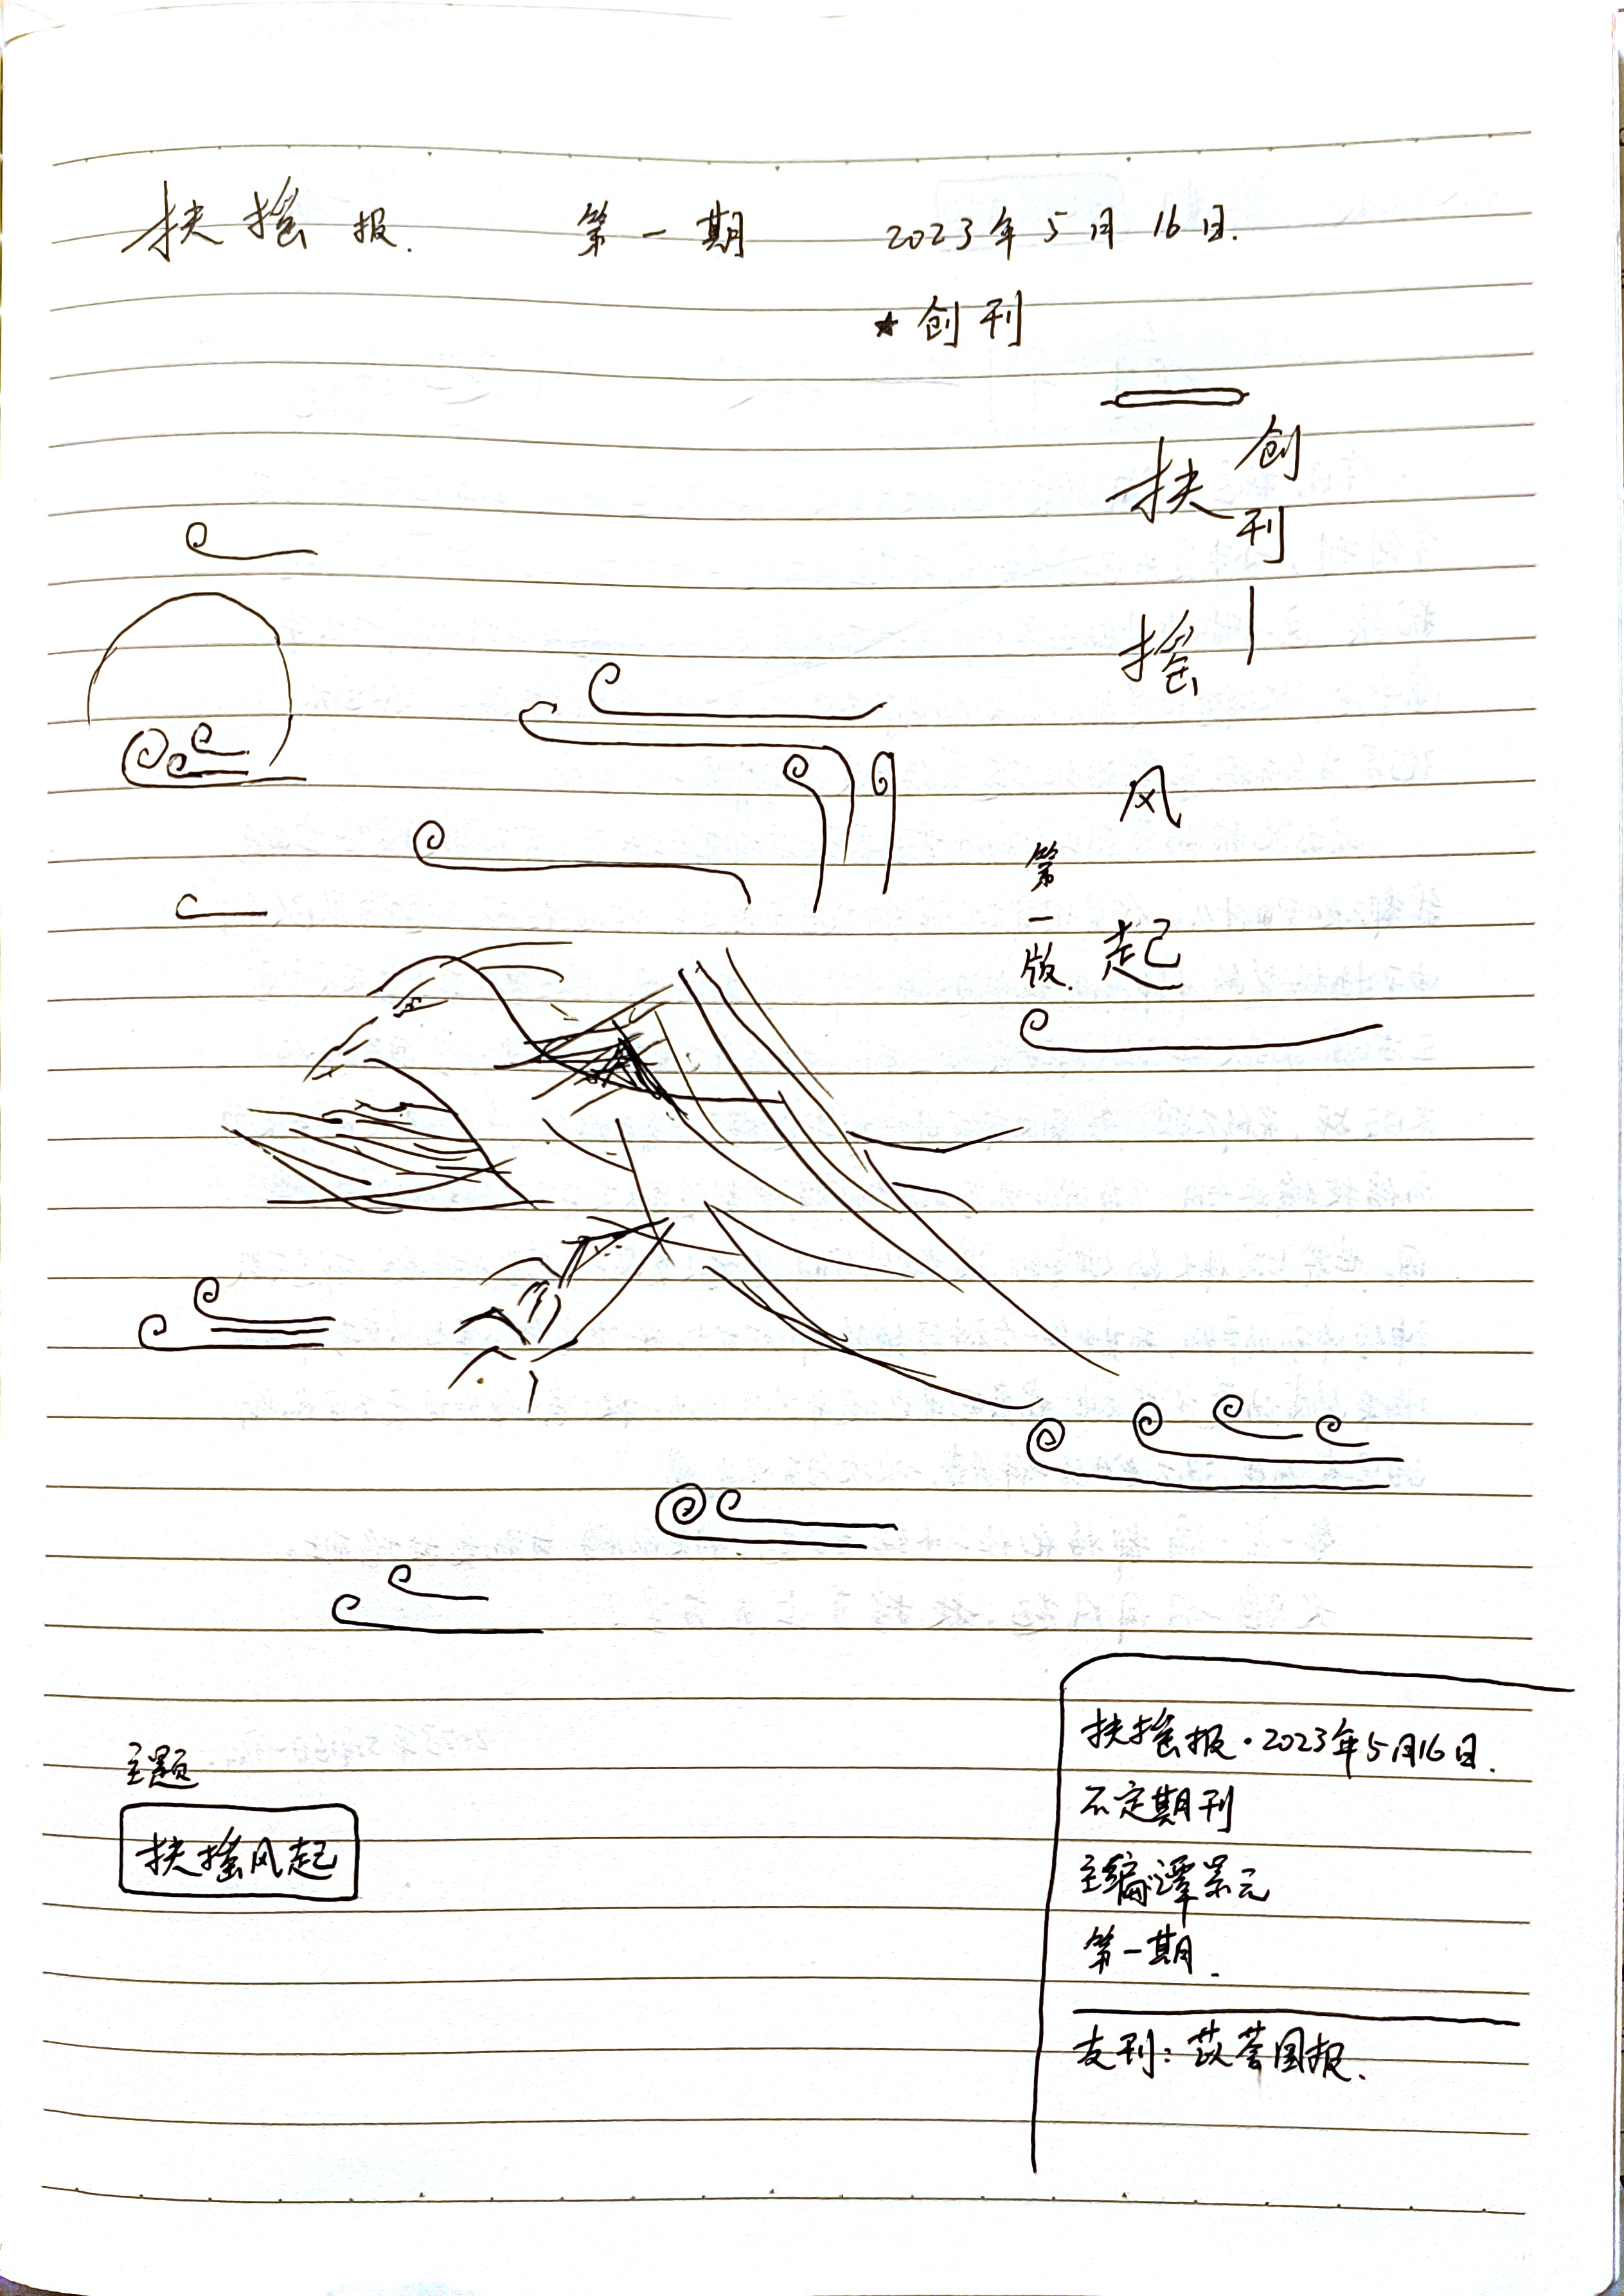 扶摇报. 第一期 2023年5月16日.
★创刊
创刊
扶摇风起
第一版.
主题
扶摇风起
扶摇报·2023年5月16日.
不定期刊
主编:谭景元
第一期.
友刊:苡荟周报.